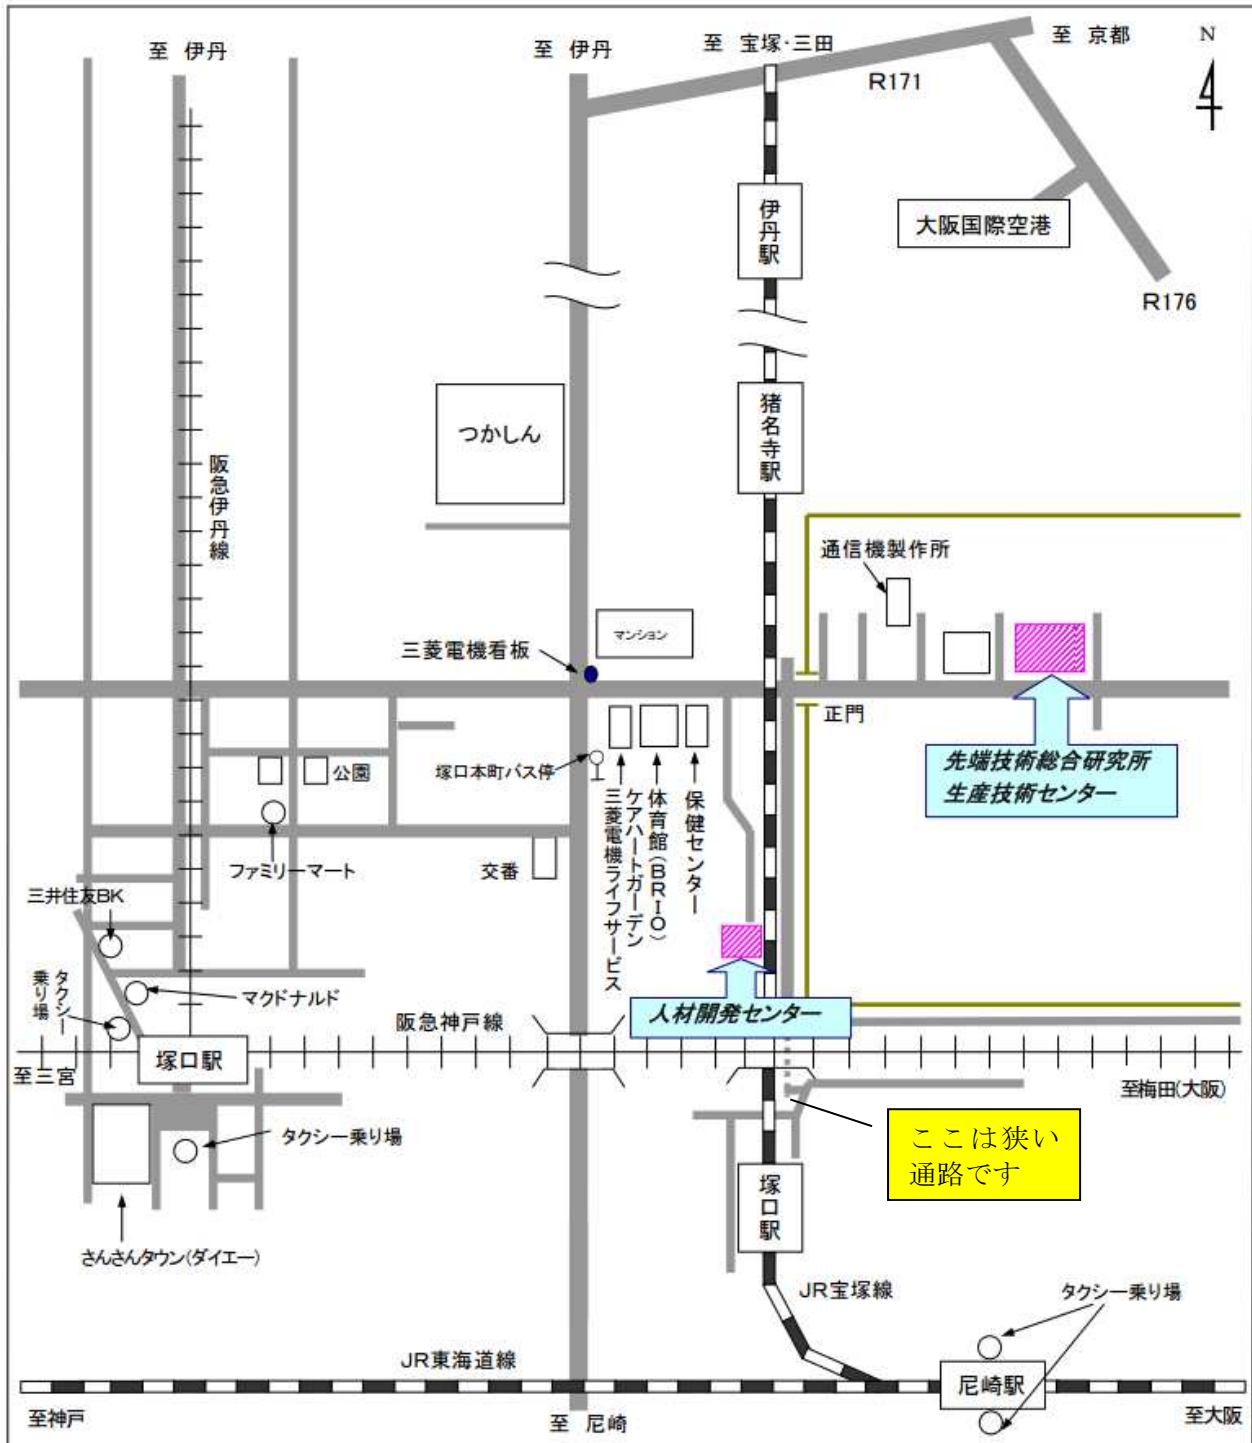 至 伊丹
至 伊丹
至 宝塚・三田
至 京都
N
R171
伊丹駅
大阪国際空港
R176
猪名寺駅
つかしん
阪急伊丹線
通信機製作所
マンション
三菱電機看板
正門
先端技術総合研究所
生産技術センター
公園
塚口本町バス停
三菱電機ライフサービス
ケアハートガーデン
体育館(BRIO)
保健センター
ファミリーマート
交番
三井住友BK
タクシー
乗り場
マクドナルド
人材開発センター
阪急神戸線
塚口駅
至三宮
至梅田(大阪)
タクシー乗り場
ここは狭い
通路です
塚口駅
さんさんタウン(ダイエー)
JR宝塚線
タクシー乗り場
JR東海道線
尼崎駅
至神戸
至 尼崎
至大阪